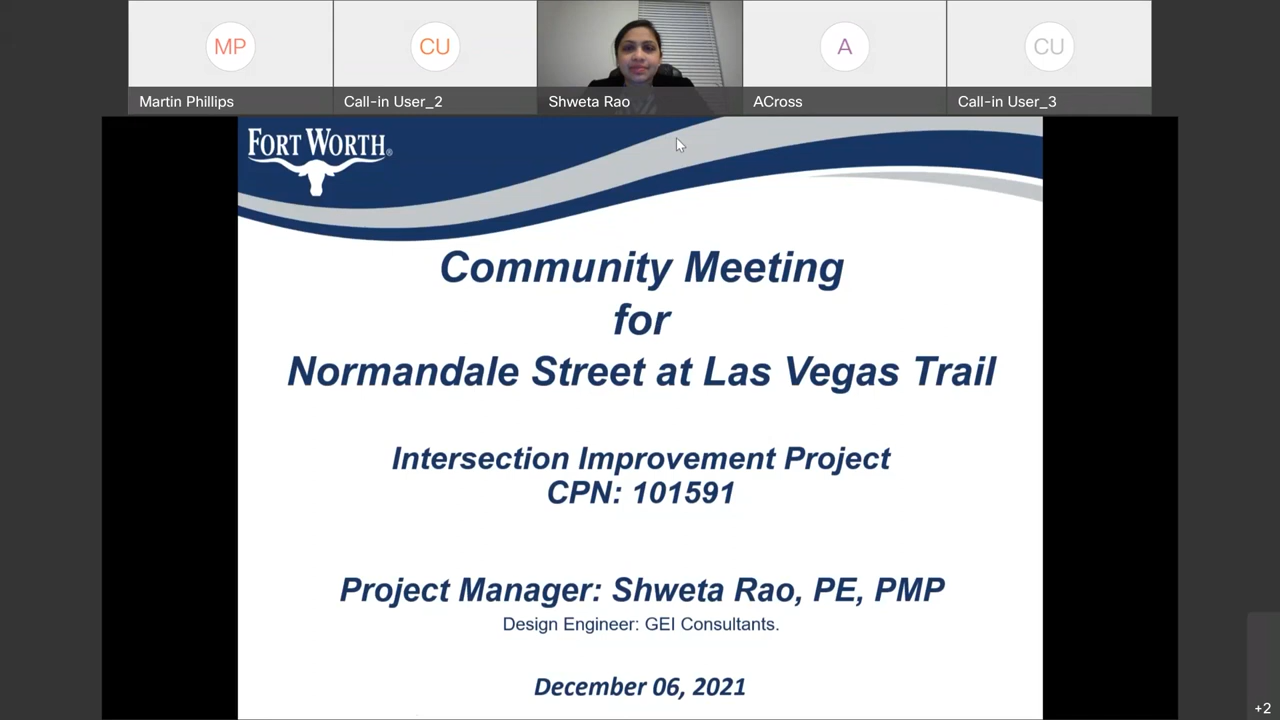 MP
CU
A
CU
Martin Phillips
Call-in User_2
Shweta Rao
ACross
Call-in User_3
FORT WORTH®
Community Meeting
for
Normandale Street at Las Vegas Trail
Intersection Improvement Project
CPN: 101591
Project Manager: Shweta Rao, PE, PMP
Design Engineer: GEI Consultants.
December 06, 2021
+2